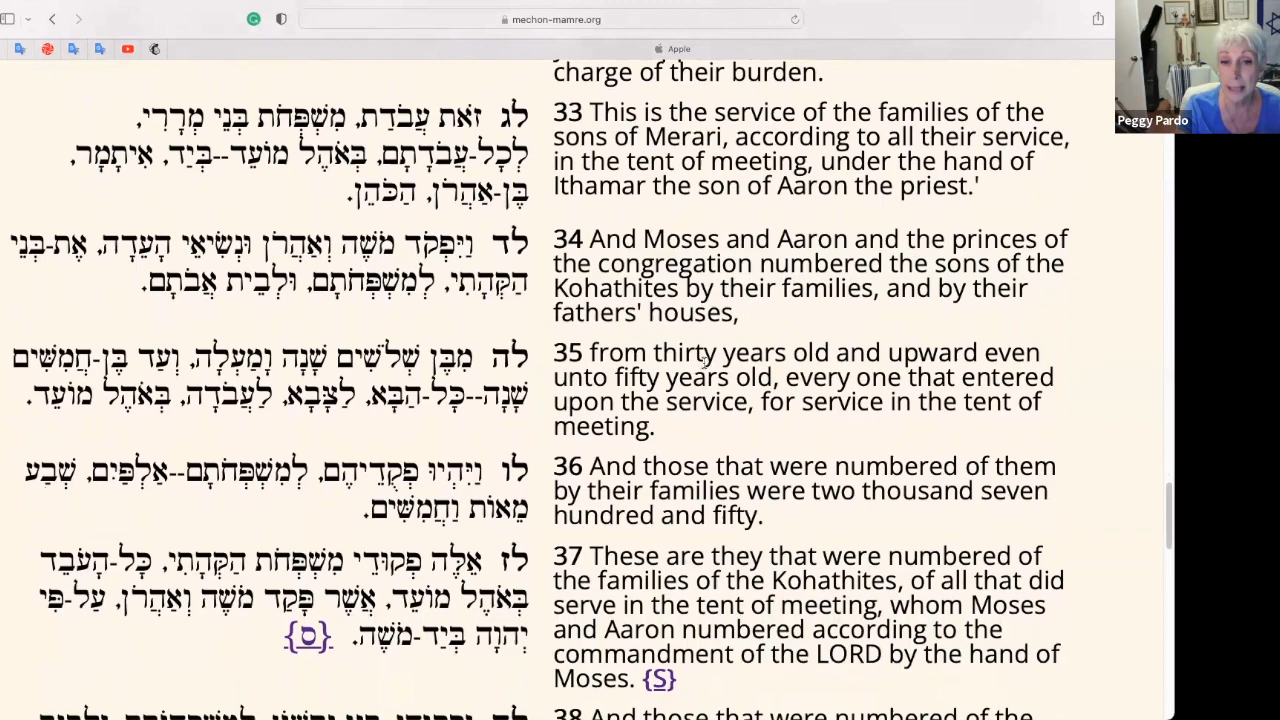 mechon-mamre.org
Apple
Peggy Pardo
charge of their burden.
לג זֹאת עֲבֹדַת, מִשְׁפְּחֹת בְּנֵי מְרָרִי,
לְכָל-עֲבֹדָתָם, בְּאֹהֶל מוֹעֵד--בְּיַד, אִיתָמָר,
בֶּן-אַהֲרֹן, הַכֹּהֵן.
33 This is the service of the families of the
sons of Merari, according to all their service,
in the tent of meeting, under the hand of
Ithamar the son of Aaron the priest.'
לד וַיִּפְקֹד מֹשֶׁה וְאַהֲרֹן וּנְשִׂיאֵי הָעֵדָה, אֶת-בְּנֵי
הַקְּהָתִי, לְמִשְׁפְּחֹתָם, וּלְבֵית אֲבֹתָם.
34 And Moses and Aaron and the princes of
the congregation numbered the sons of the
Kohathites by their families, and by their
fathers' houses,
לה מִבֶּן שְׁלֹשִׁים שָׁנָה וָמַעְלָה, וְעַד בֶּן-חֲמִשִּׁים
שָׁנָה--כָּל-הַבָּא, לַצָּבָא, לַעֲבֹדָה, בְּאֹהֶל מוֹעֵד.
35 from thirty years old and upward even
unto fifty years old, every one that entered
upon the service, for service in the tent of
meeting.
לו וַיִּהְיוּ פְקֻדֵיהֶם, לְמִשְׁפְּחֹתָם--אַלְפַּיִם, שְׁבַע
מֵאוֹת וַחֲמִשִּׁים.
36 And those that were numbered of them
by their families were two thousand seven
hundred and fifty.
לז אֵלֶּה פְקוּדֵי מִשְׁפְּחֹת הַקְּהָתִי, כָּל-הָעֹבֵד
בְּאֹהֶל מוֹעֵד, אֲשֶׁר פָּקַד מֹשֶׁה וְאַהֲרֹן, עַל-פִּי
יְהוָה בְּיַד-מֹשֶׁה. {ס}
37 These are they that were numbered of
the families of the Kohathites, of all that did
serve in the tent of meeting, whom Moses
and Aaron numbered according to the
commandment of the LORD by the hand of
Moses. {S}
38 And those that were numbered of the